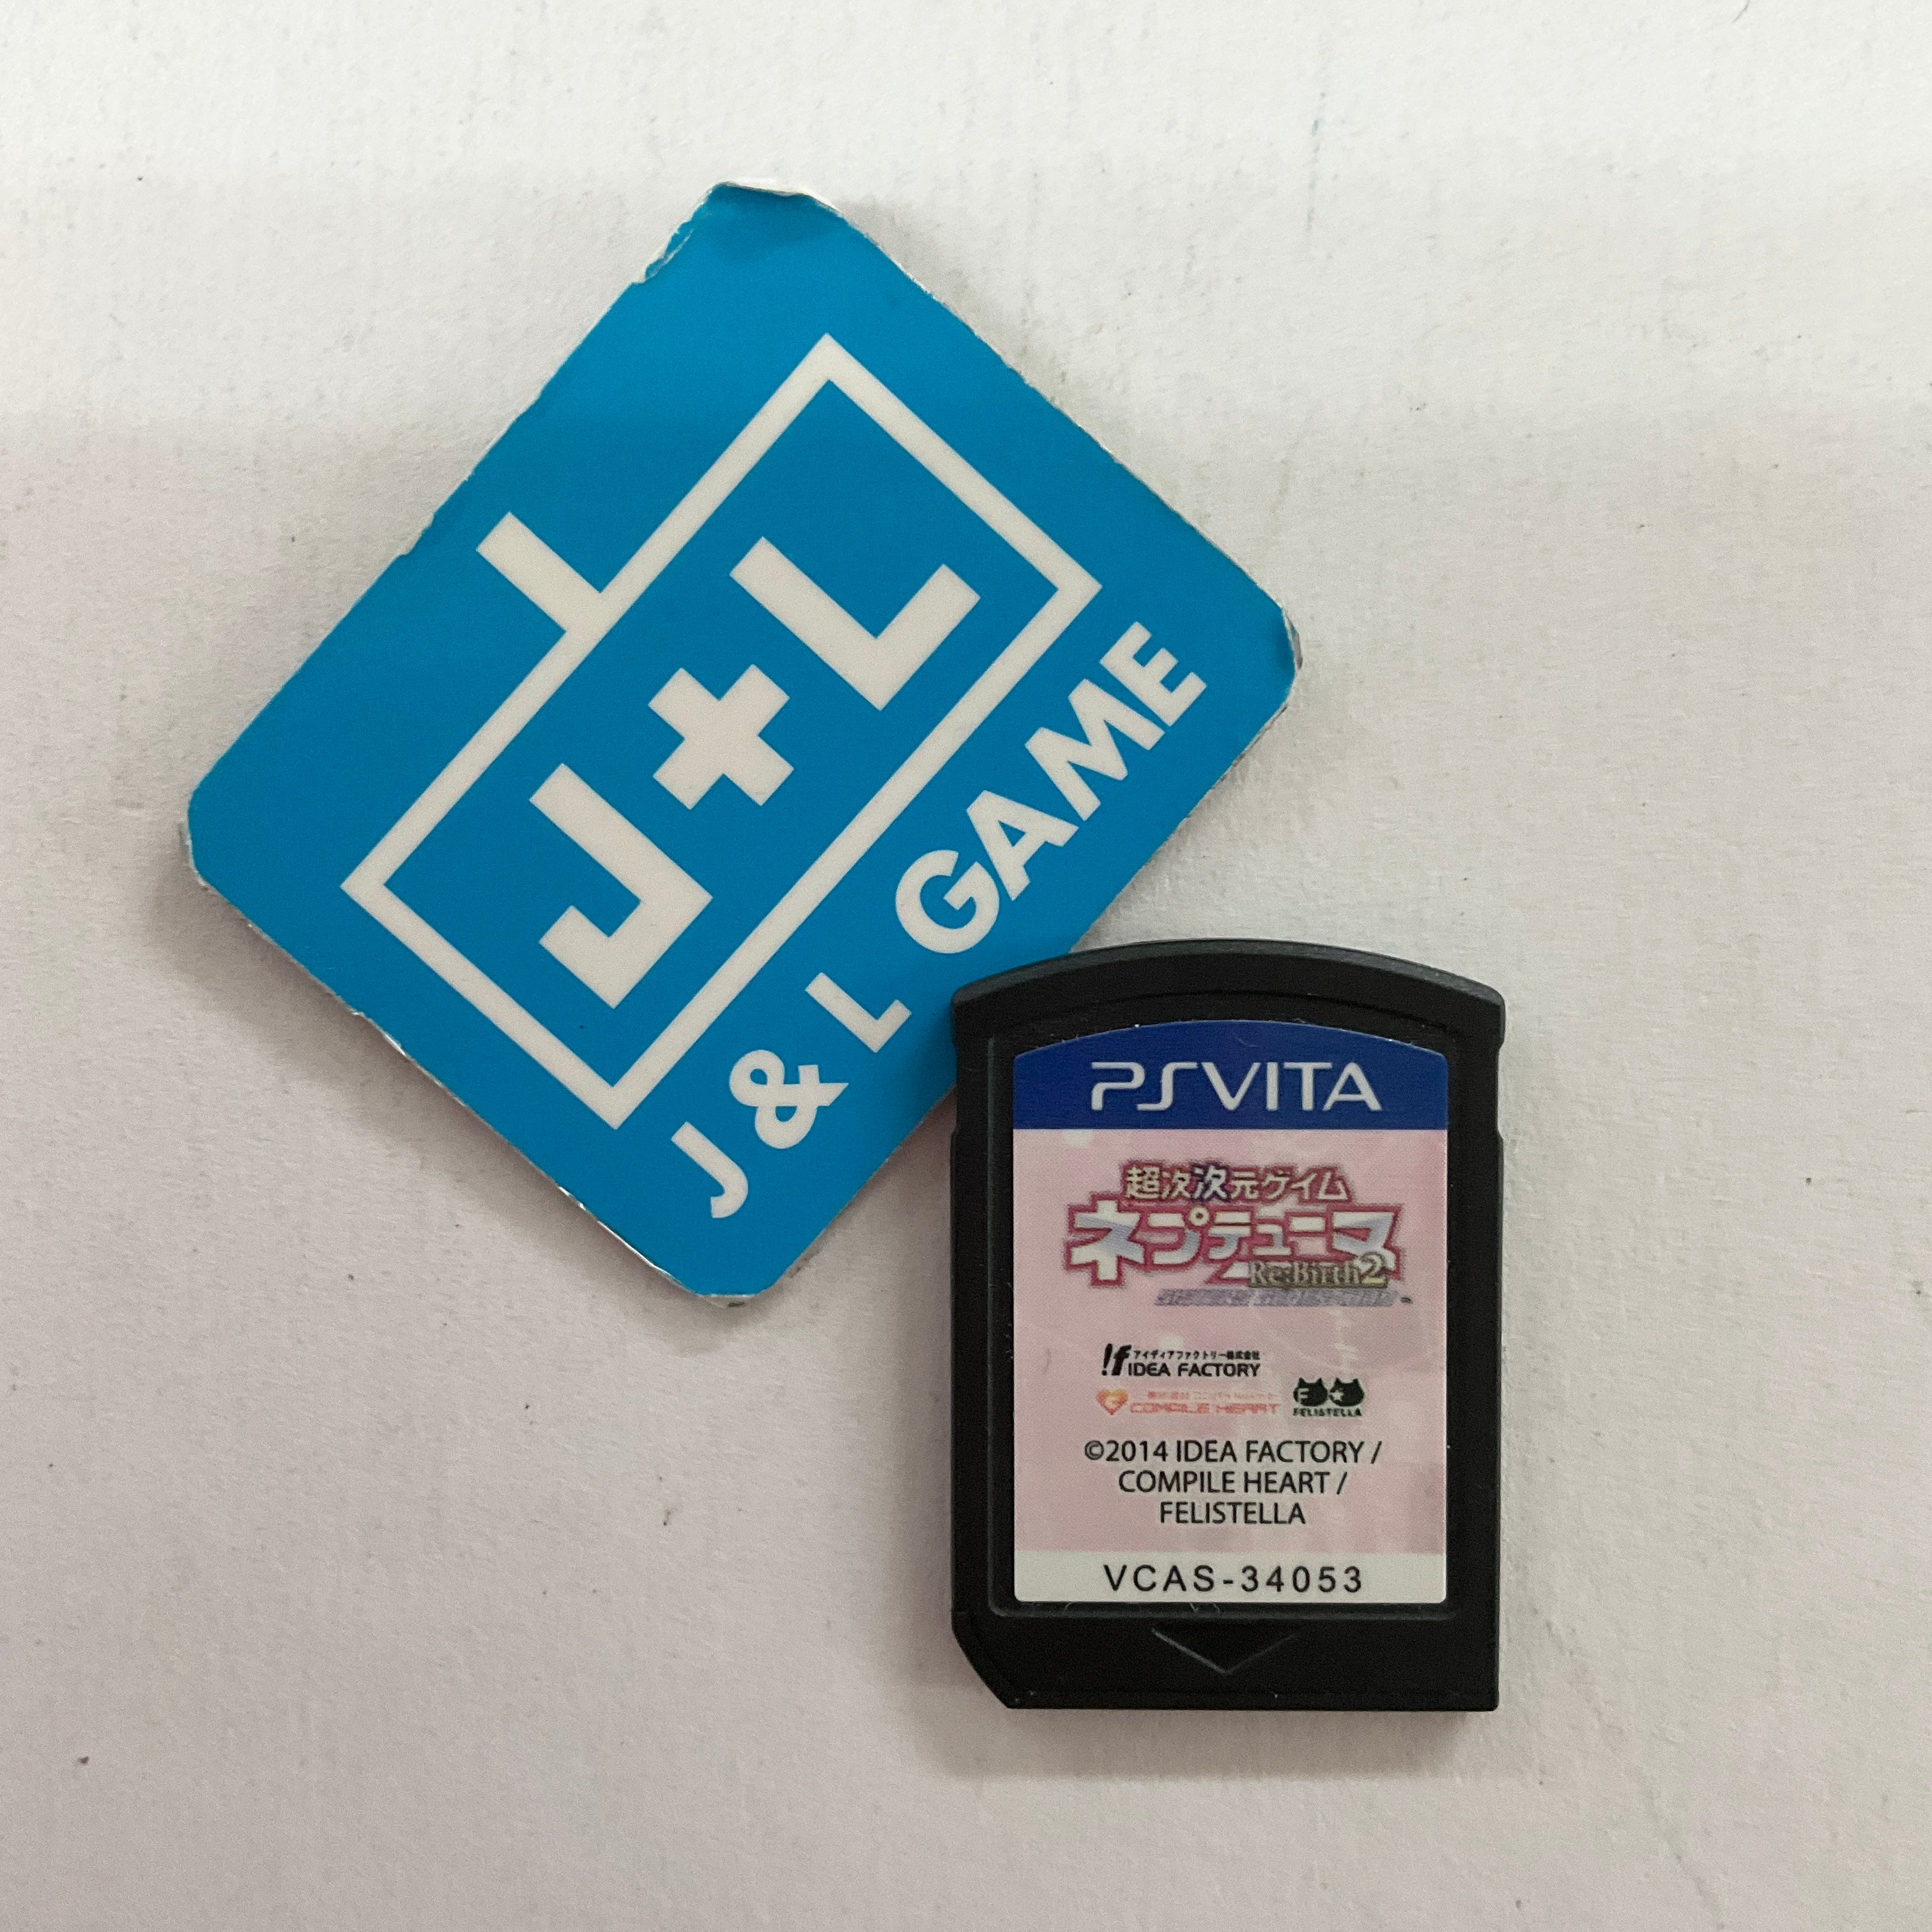 J+L
J & L GAME
PSVITA
超次次元ゲイム
ネプテューヌ
Re;Birth2
SISTERS GENERATION
!f アイディアファクトリー株式会社
IDEA FACTORY
COMPILE HEART
FELISTELLA
©2014 IDEA FACTORY /
COMPILE HEART /
FELISTELLA
VCAS-34053